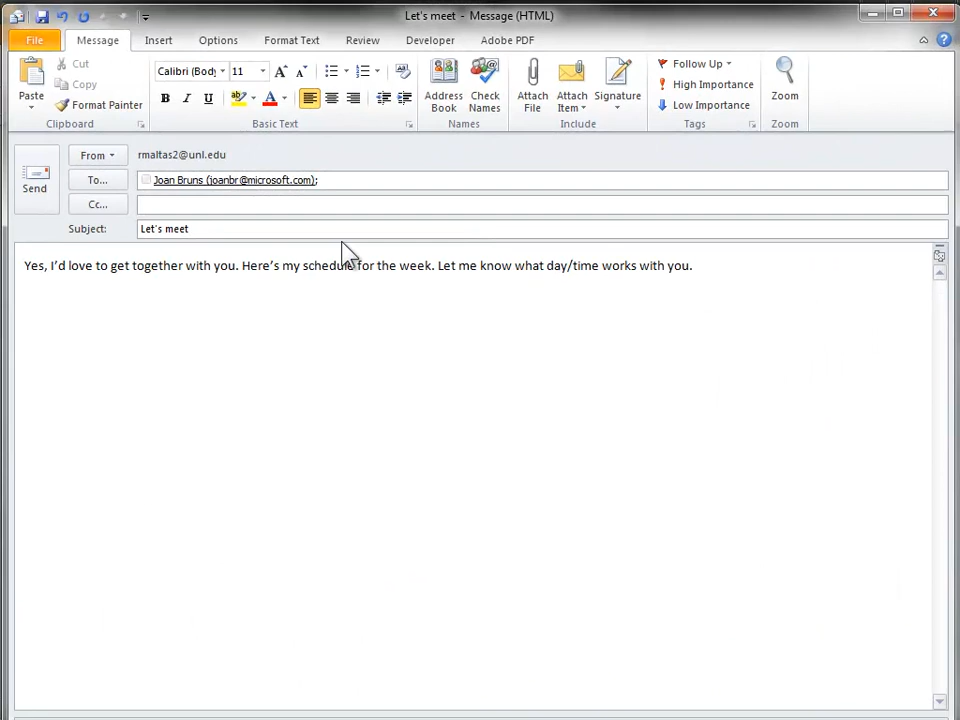 Let's meet - Message (HTML)
File Message Insert Options Format Text Review Developer Adobe PDF
Paste Cut Copy Format Painter Clipboard
Calibri (Body 11
B I U ab A A A A
Basic Text
Address Book Check Names Names
Attach File Attach Item Signature Include
Follow Up High Importance Low Importance Tags
Zoom Zoom
Send
From rmaltas2@unl.edu
To... Joan Bruns (joanbr@microsoft.com);
Cc...
Subject: Let's meet
Yes, I'd love to get together with you. Here's my schedule for the week. Let me know what day/time works with you.